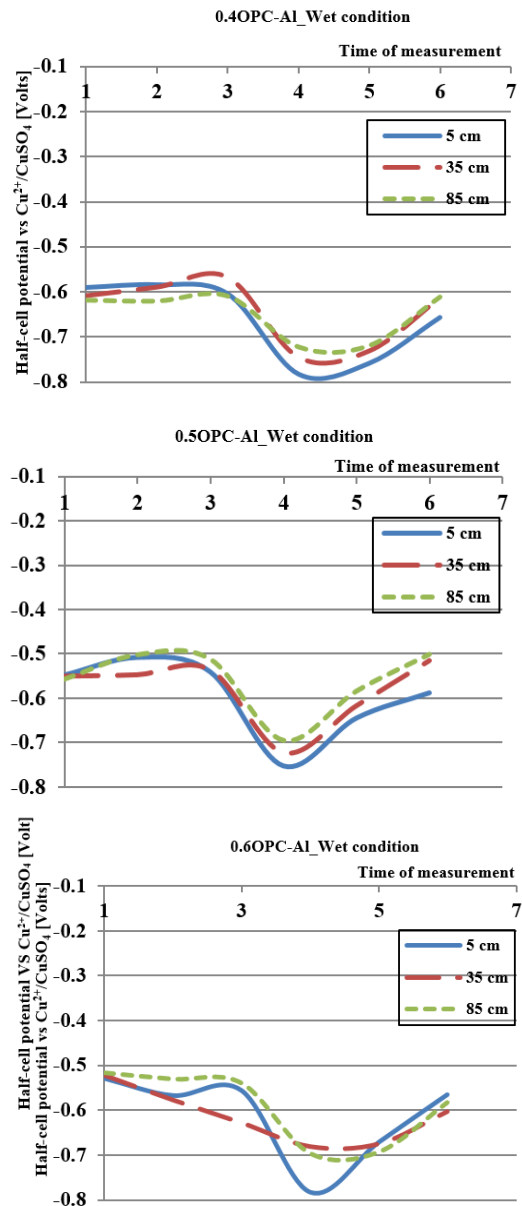 0.4OPC-Al_Wet condition
Time of measurement
Half-cell potential vs Cu²⁺/CuSO₄ [Volts]
-0.1
1 2 3 4 5 6 7
-0.2
-0.3
-0.4
-0.5
-0.6
-0.7
-0.8
5 cm
35 cm
85 cm
0.5OPC-Al_Wet condition
Time of measurement
-0.1
1 2 3 4 5 6 7
-0.2
-0.3
-0.4
-0.5
-0.6
-0.7
-0.8
5 cm
35 cm
85 cm
0.6OPC-Al_Wet condition
Time of measurement
Half-cell potential VS Cu²⁺/CuSO₄ [Volt]
Half-cell potential vs Cu²⁺/CuSO₄ [Volts]
-0.1
1 3 5 7
-0.2
-0.3
-0.4
-0.5
-0.6
-0.7
-0.8
5 cm
35 cm
85 cm